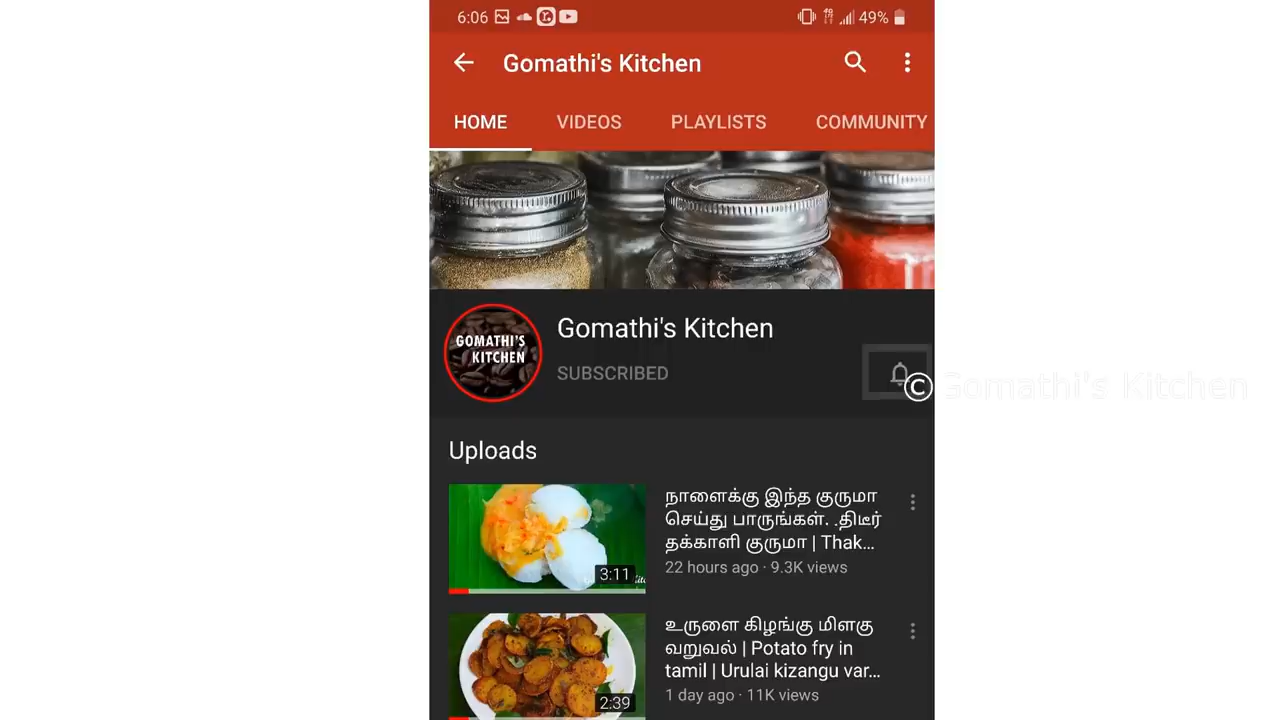 6:06 49%
Gomathi's Kitchen
HOME VIDEOS PLAYLISTS COMMUNITY
GOMATHI'S
KITCHEN
Gomathi's Kitchen
SUBSCRIBED
© Gomathi's Kitchen
Uploads
3:11
நாளைக்கு இந்த குருமா
செய்து பாருங்கள். .திடீர்
தக்காளி குருமா | Thak...
22 hours ago · 9.3K views
2:39
உருளை கிழங்கு மிளகு
வறுவல் | Potato fry in
tamil | Urulai kizangu var...
1 day ago · 11K views